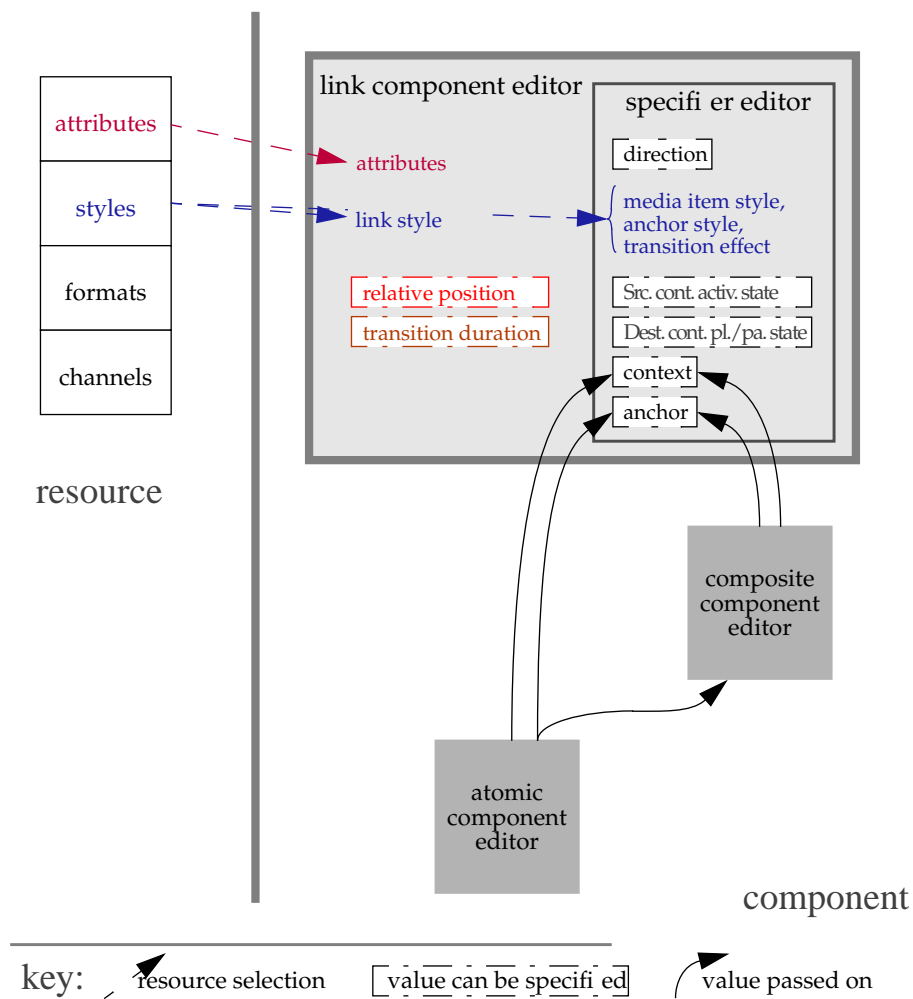 link component editor
specifi er editor
attributes
direction
attributes
styles
media item style,
link style
anchor style,
transition effect
formats
relative position
Src. cont. activ. state
transition duration
Dest. cont. pl./pa. state
channels
context
anchor
resource
composite
component
editor
atomic
component
editor
component
key:
resource selection
value can be specifi ed
value passed on